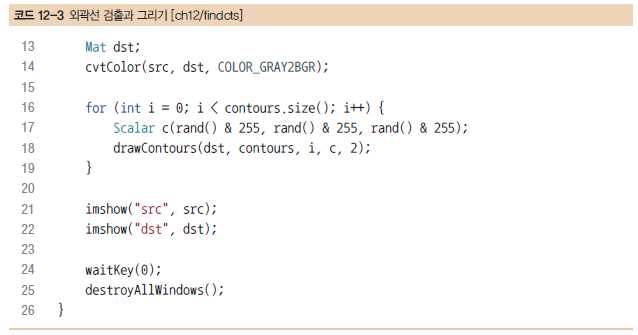 코드 12-3 외곽선 검출과 그리기 [ch12/findcts]
13 Mat dst;
14 cvtColor(src, dst, COLOR_GRAY2BGR);
15
16 for (int i = 0; i < contours.size(); i++) {
17 Scalar c(rand() & 255, rand() & 255, rand() & 255);
18 drawContours(dst, contours, i, c, 2);
19 }
20
21 imshow("src", src);
22 imshow("dst", dst);
23
24 waitKey(0);
25 destroyAllWindows();
26 }